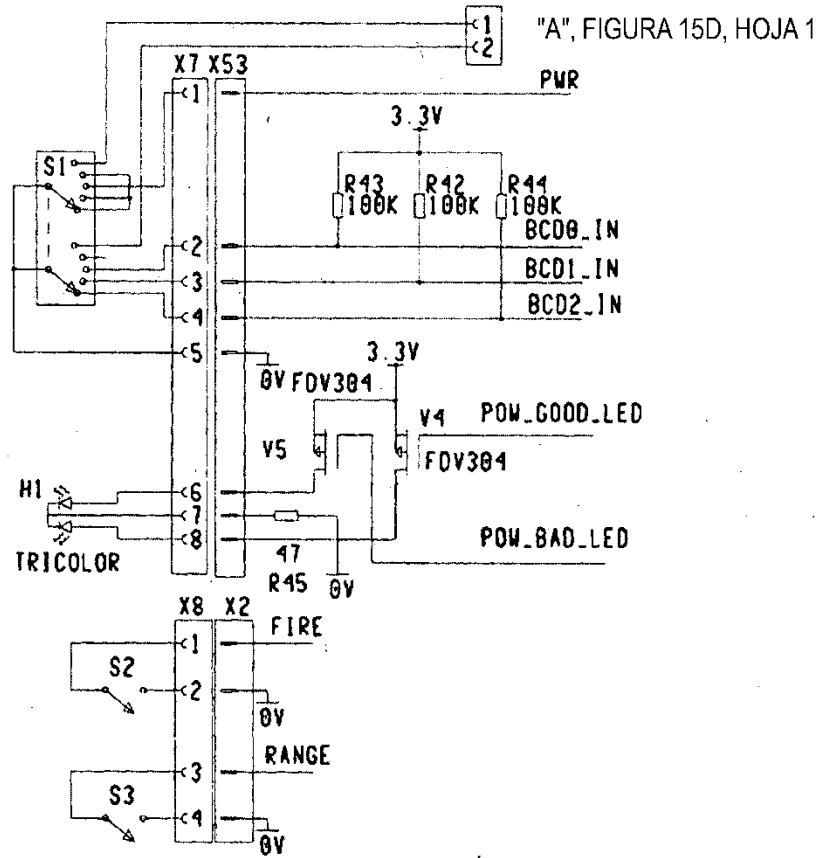 1
2
"A", FIGURA 15D, HOJA 1
X7 X53
1
PWR
3.3V
S1
R43
100K
R42
100K
R44
100K
2
BCD0_IN
3
BCD1_IN
4
BCD2_IN
5
0V
3.3V
FDV304
V5
V4
POW_GOOD_LED
FDV304
H1
6
7
8
TRICOLOR
47
R45
0V
POW_BAD_LED
X8 X2
1
FIRE
S2
2
0V
3
RANGE
S3
4
0V